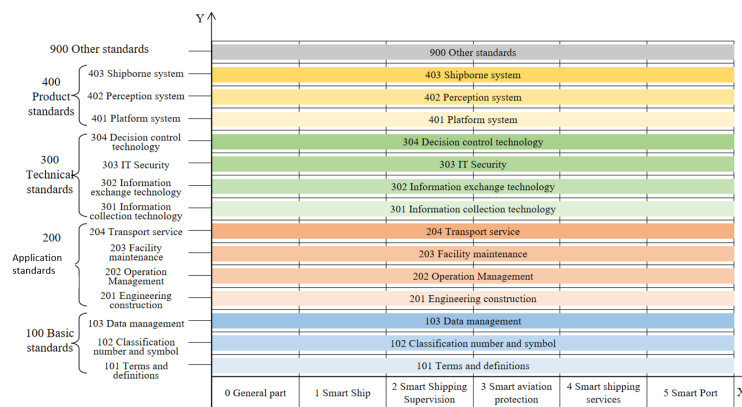 Y
900 Other standards
900 Other standards
400
Product
standards
403 Shipborne system
403 Shipborne system
402 Perception system
402 Perception system
401 Platform system
401 Platform system
300
Technical
standards
304 Decision control
technology
304 Decision control technology
303 IT Security
303 IT Security
302 Information
exchange technology
302 Information exchange technology
301 Information
collection technology
301 Information collection technology
200
Application
standards
204 Transport service
204 Transport service
203 Facility
maintenance
203 Facility maintenance
202 Operation
Management
202 Operation Management
201 Engineering
construction
201 Engineering construction
100 Basic
standards
103 Data management
103 Data management
102 Classification
number and symbol
102 Classification number and symbol
101 Terms and
definitions
101 Terms and definitions
0 General part
1 Smart Ship
2 Smart Shipping
Supervision
3 Smart aviation
protection
4 Smart shipping
services
5 Smart Port
X